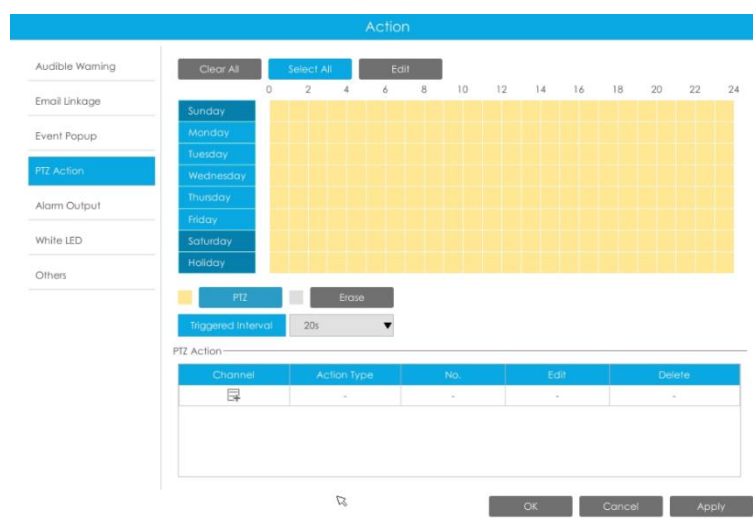 Action
Audible Warning
Email Linkage
Event Popup
PTZ Action
Alarm Output
White LED
Others
Clear All Select All Edit
0 2 4 6 8 10 12 14 16 18 20 22 24
Sunday
Monday
Tuesday
Wednesday
Thursday
Friday
Saturday
Holiday
PTZ Erase
Triggered Interval 20s
PTZ Action
Channel Action Type No. Edit Delete
- - - -
OK Cancel Apply